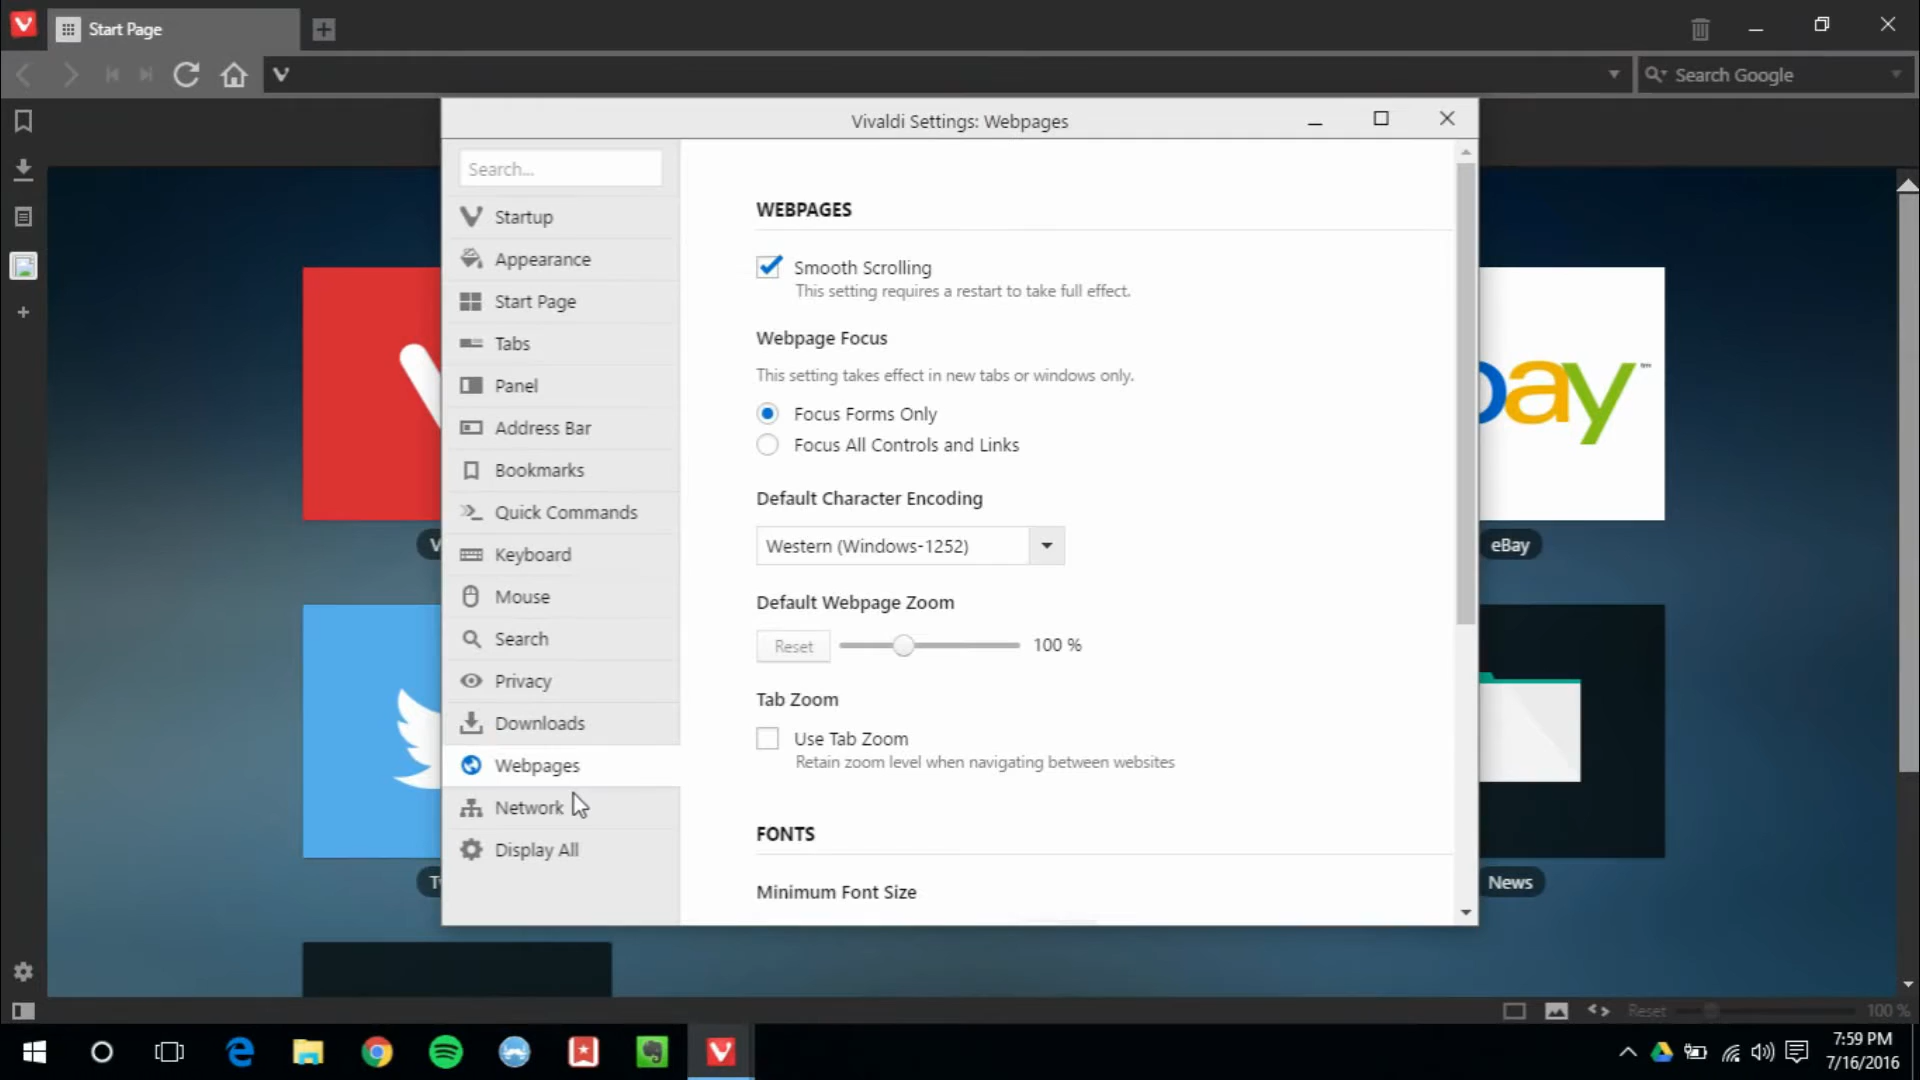 Start Page
Search Google
Vivaldi Settings: Webpages
Search...
Startup
Appearance
Start Page
Tabs
Panel
Address Bar
Bookmarks
Quick Commands
Keyboard
Mouse
Search
Privacy
Downloads
Webpages
Network
Display All
WEBPAGES
Smooth Scrolling
This setting requires a restart to take full effect.
Webpage Focus
This setting takes effect in new tabs or windows only.
Focus Forms Only
Focus All Controls and Links
Default Character Encoding
Western (Windows-1252)
Default Webpage Zoom
Reset
100 %
Tab Zoom
Use Tab Zoom
Retain zoom level when navigating between websites
FONTS
Minimum Font Size
bay™
eBay
News
V
Tw
Reset
100 %
7:59 PM
7/16/2016